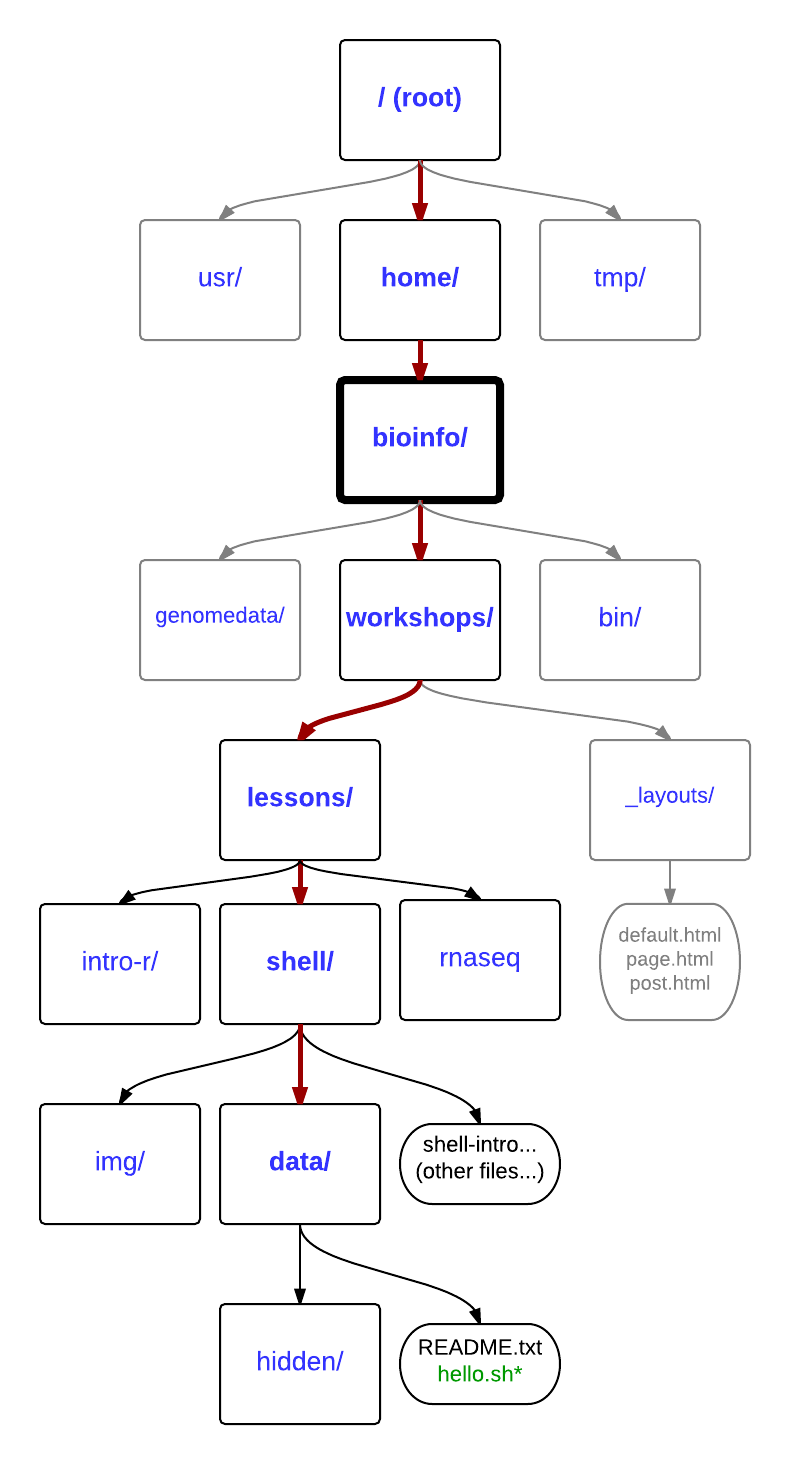 / (root)
usr/
home/
tmp/
bioinfo/
genomedata/
workshops/
bin/
lessons/
_layouts/
intro-r/
shell/
rnaseq
default.html
page.html
post.html
img/
data/
shell-intro...
(other files...)
hidden/
README.txt
hello.sh*